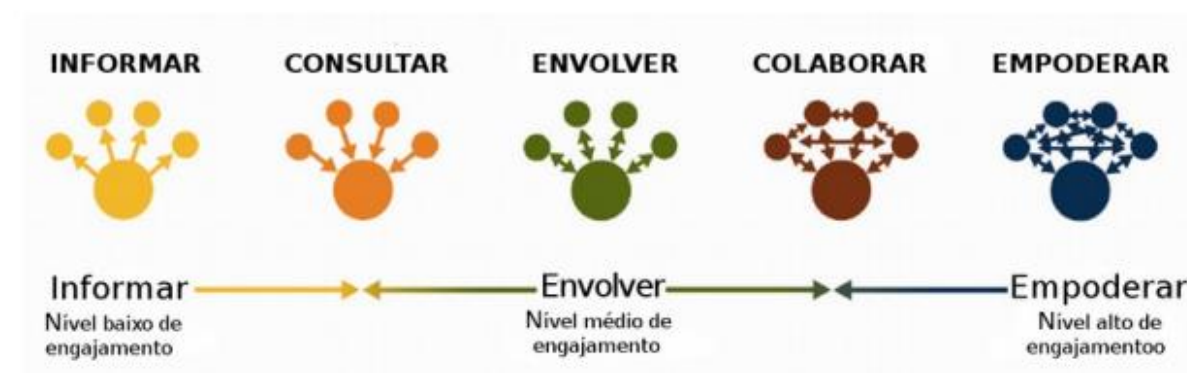 INFORMAR CONSULTAR ENVOLVER COLABORAR EMPODERAR
Informar Envolver Empoderar
Nível baixo de
engajamento
Nível médio de
engajamento
Nível alto de
engajamentoo